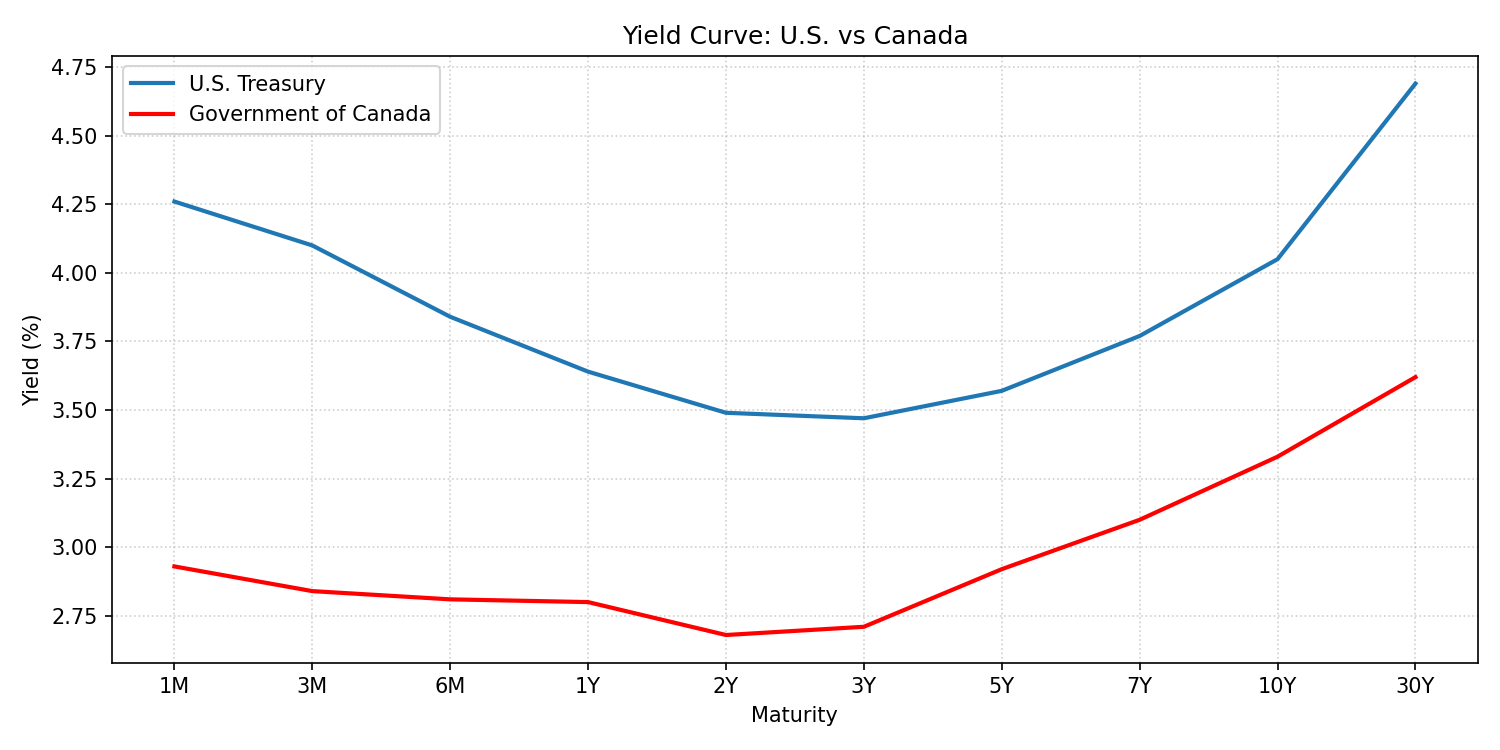 Yield Curve: U.S. vs Canada
U.S. Treasury
Government of Canada
4.75
4.50
4.25
4.00
3.75
3.50
3.25
3.00
2.75
Yield (%)
1M 3M 6M 1Y 2Y 3Y 5Y 7Y 10Y 30Y
Maturity